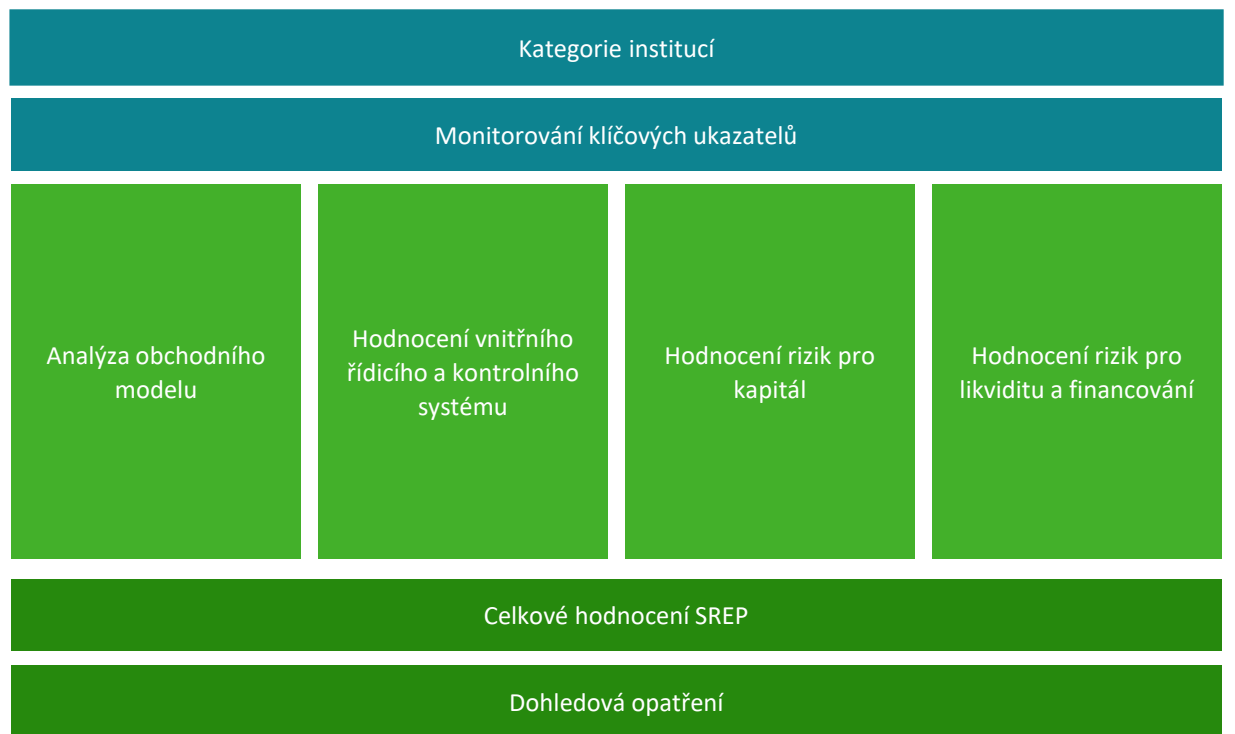 Kategorie institucí
Monitorování klíčových ukazatelů
Analýza obchodního
modelu
Hodnocení vnitřního
řídicího a kontrolního
systému
Hodnocení rizik pro
kapitál
Hodnocení rizik pro
likviditu a financování
Celkové hodnocení SREP
Dohledová opatření